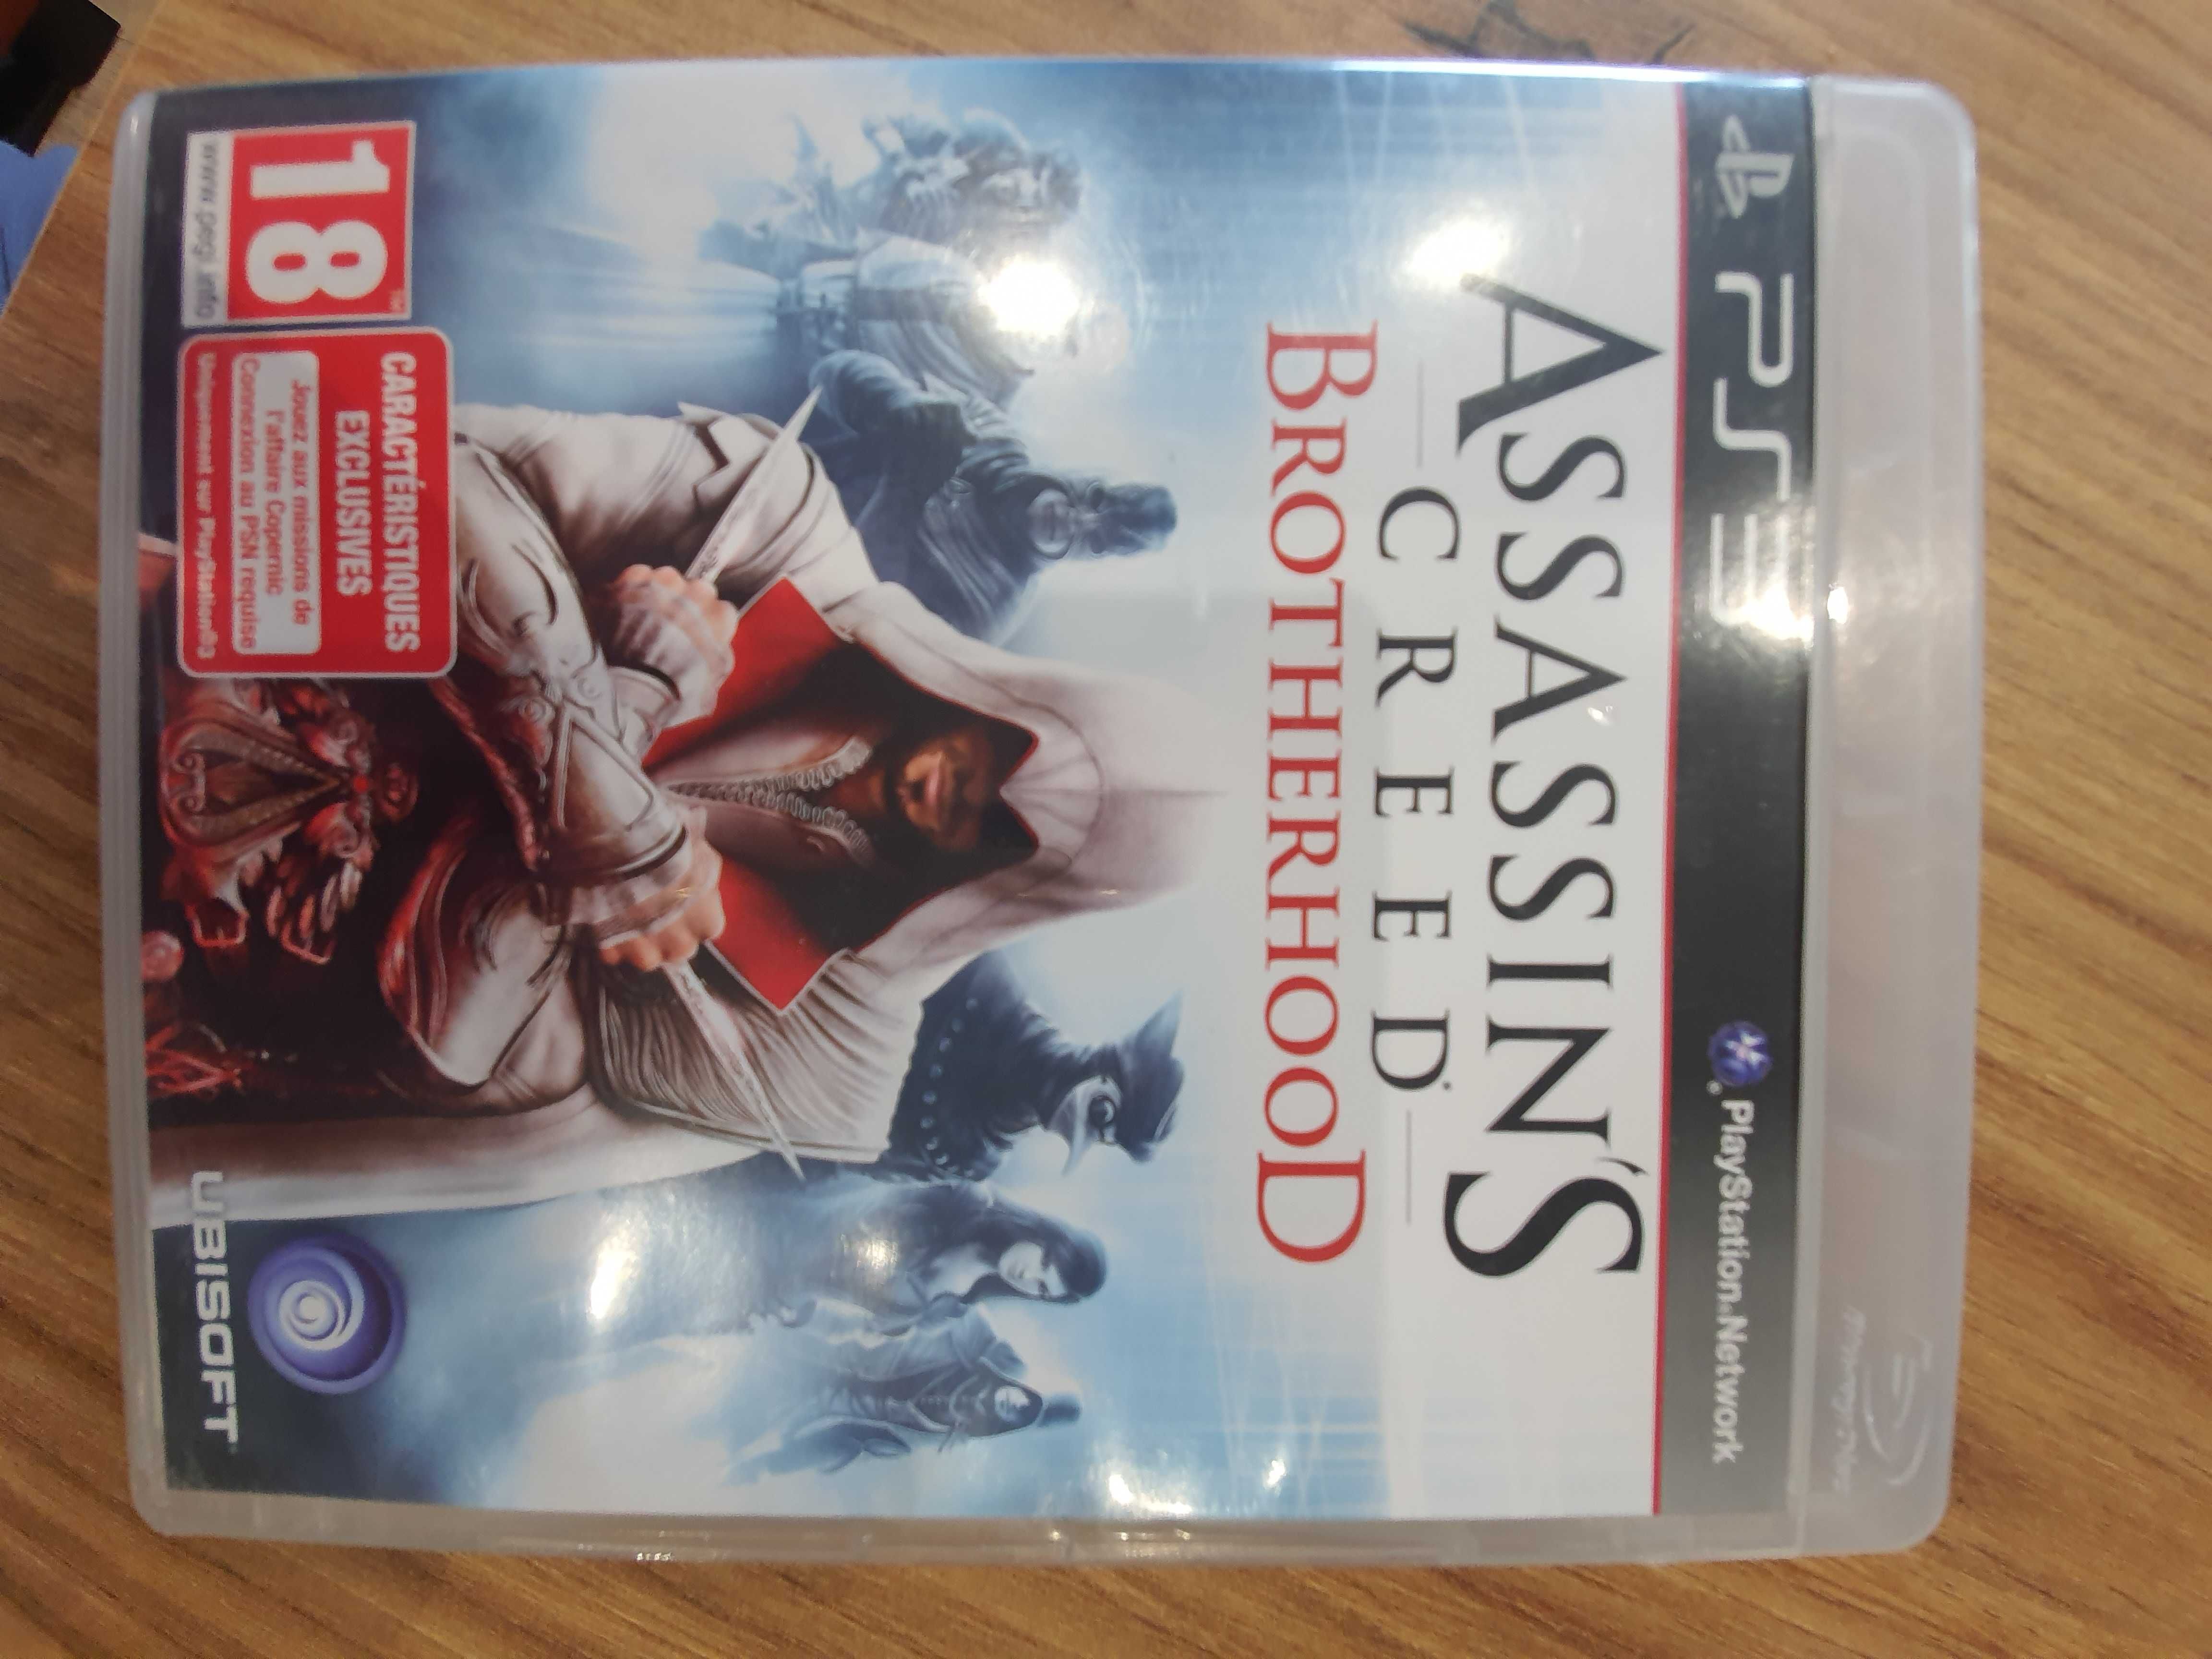 PS3
PlayStation®Network
ASSASSIN'S
CREED
BROTHERHOOD
18
www.pegi.info
CARACTÉRISTIQUES
EXCLUSIVES
Jouez aux missions de
l'affaire Copernic
Connexion au PSN requise
Uniquement sur PlayStation®3
UBISOFT